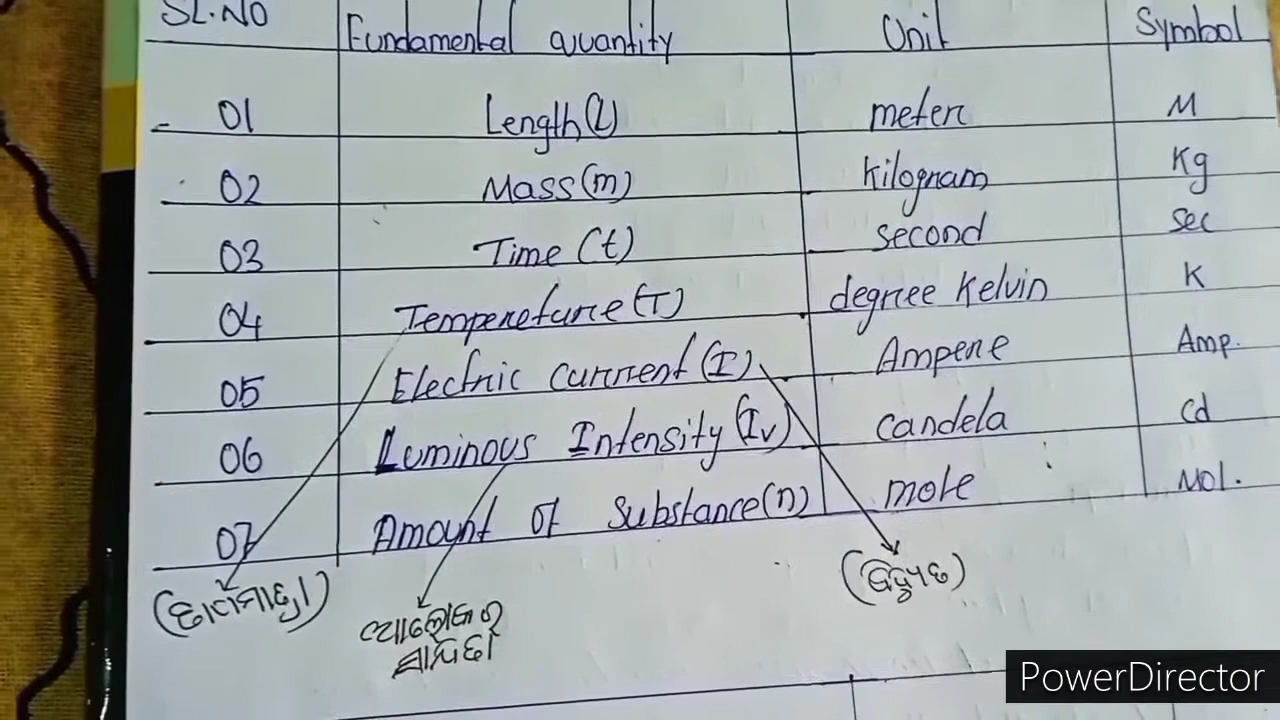 SL.NO Fundamental quantity Unit Symbol
01 Length(L) meter M
02 Mass(m) kilogram Kg
03 Time (t) second Sec
04 Tempereture(T) degree Kelvin K
05 Electric current(I) Ampere Amp.
06 Luminous Intensity(Iv) candela cd
07 Amount of Substance(n) mole Mol.
(ତାପମାତ୍ରା)
PowerDirector